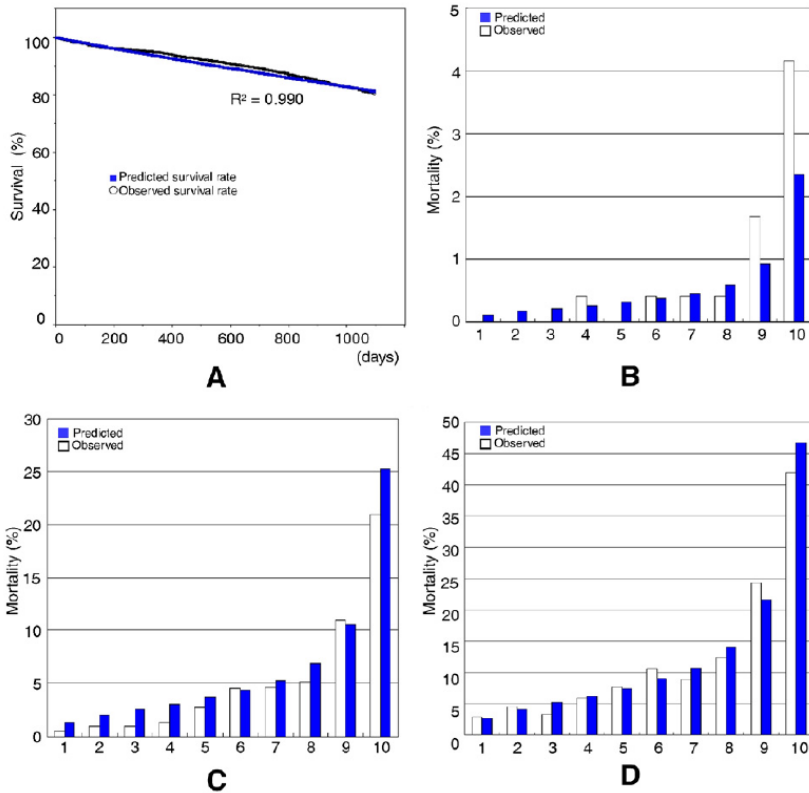 100
80
60
40
20
0
Survival (%)
R² = 0.990
Predicted survival rate
Observed survival rate
0 200 400 600 800 1000
(days)
A
5
4
3
2
1
0
Mortality (%)
Predicted
Observed
1 2 3 4 5 6 7 8 9 10
B
30
25
20
15
10
5
0
Mortality (%)
Predicted
Observed
1 2 3 4 5 6 7 8 9 10
C
50
45
40
35
30
25
20
15
10
5
0
Mortality (%)
Predicted
Observed
1 2 3 4 5 6 7 8 9 10
D